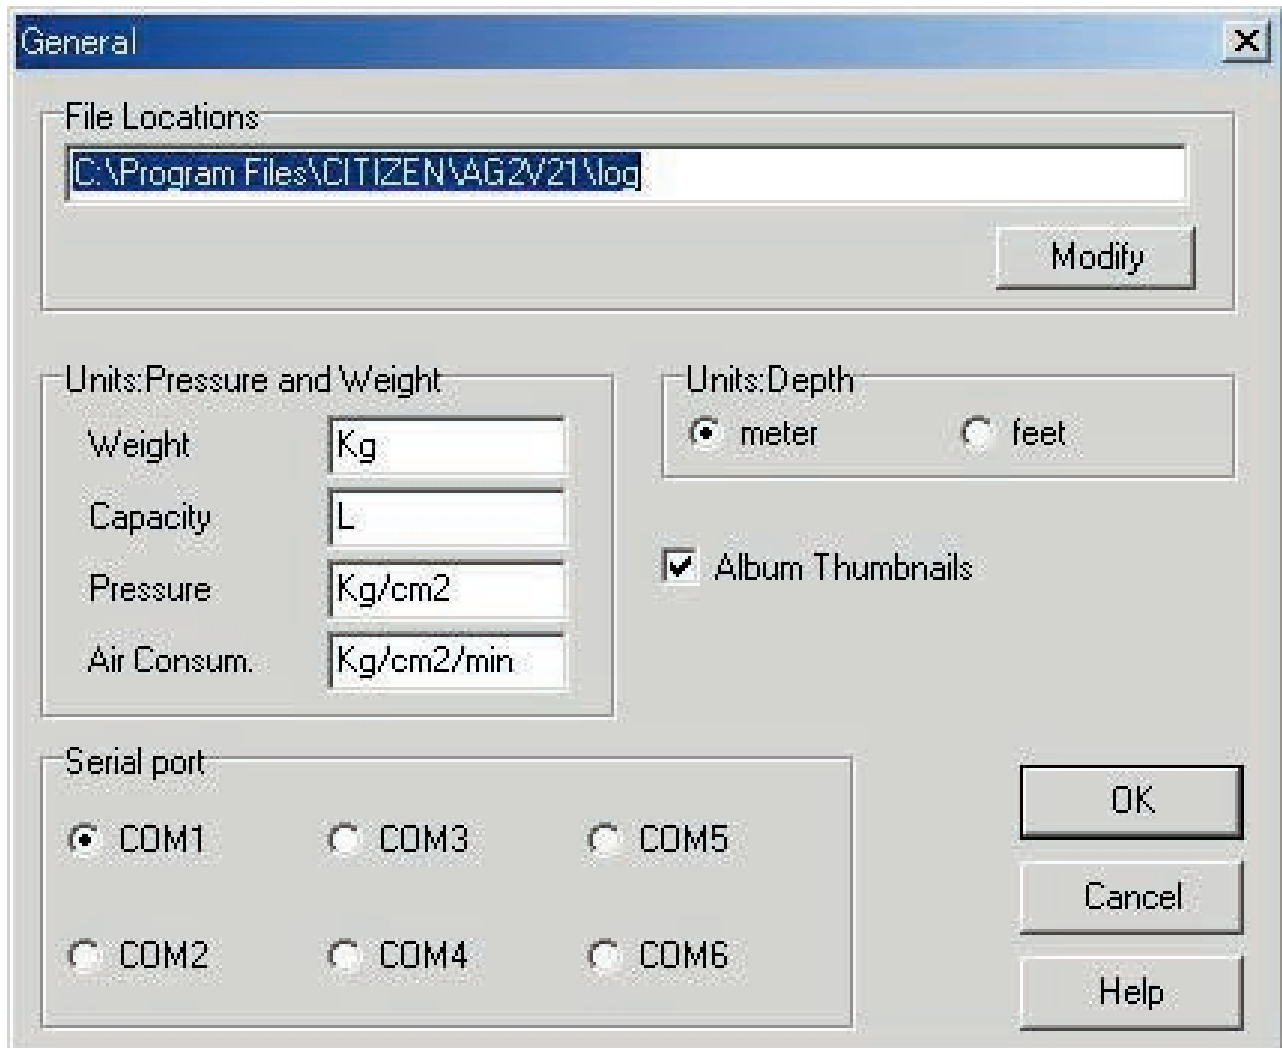 General
File Locations
C:\Program Files\CITIZEN\AG2V21\log
Modify
Units:Pressure and Weight
Weight Kg
Capacity L
Pressure Kg/cm2
Air Consum. Kg/cm2/min
Units:Depth
meter feet
Album Thumbnails
Serial port
COM1 COM3 COM5
COM2 COM4 COM6
OK
Cancel
Help